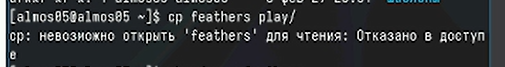 [almos05@almos05 ~]$ cp feathers play/
cp: невозможно открыть 'feathers' для чтения: Отказано в доступ
е